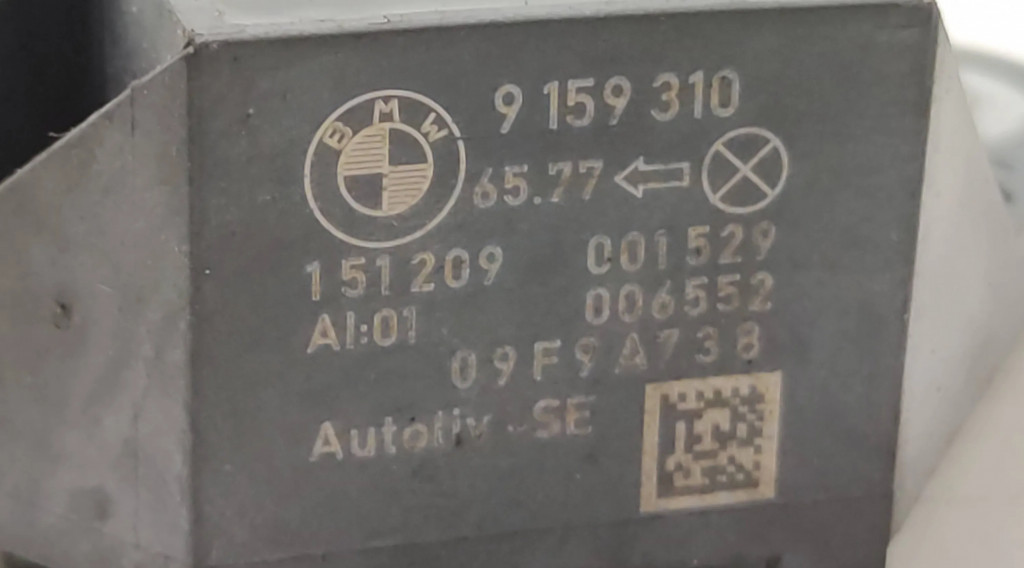 BMW
9 159 310
65.77
151209 001529
AI:01 006552
09F9A738
Autoliv -SE